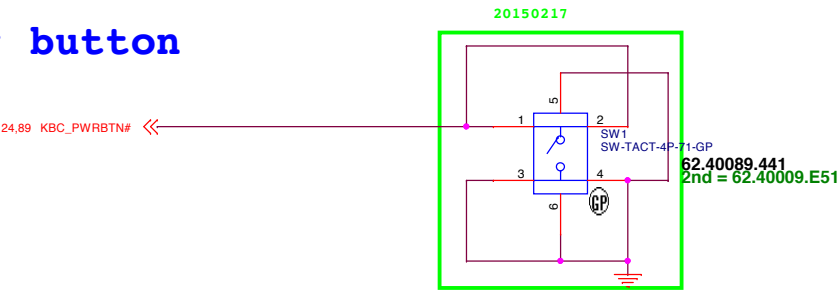 20150217
button
24,89 KBC_PWRBTN#
5
1
2
SW1
SW-TACT-4P-71-GP
62.40089.441
2nd = 62.40009.E51
3
4
6
GP